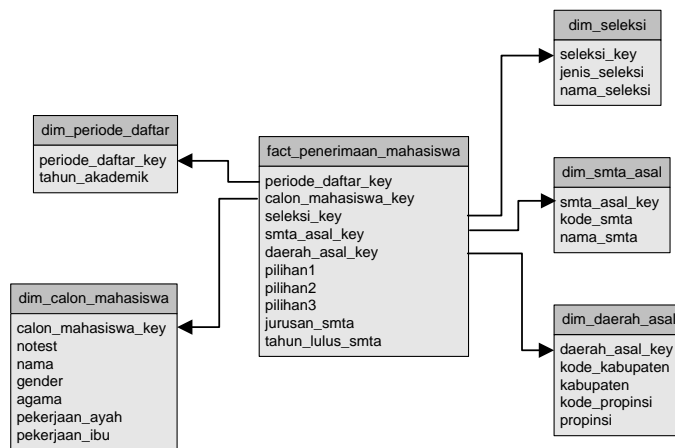 dim_seleksi
seleksi_key
jenis_seleksi
nama_seleksi
dim_periode_daftar
periode_daftar_key
tahun_akademik
fact_penerimaan_mahasiswa
periode_daftar_key
calon_mahasiswa_key
seleksi_key
smta_asal_key
daerah_asal_key
pilihan1
pilihan2
pilihan3
jurusan_smta
tahun_lulus_smta
dim_smta_asal
smta_asal_key
kode_smta
nama_smta
dim_calon_mahasiswa
calon_mahasiswa_key
notest
nama
gender
agama
pekerjaan_ayah
pekerjaan_ibu
dim_daerah_asal
daerah_asal_key
kode_kabupaten
kabupaten
kode_propinsi
propinsi